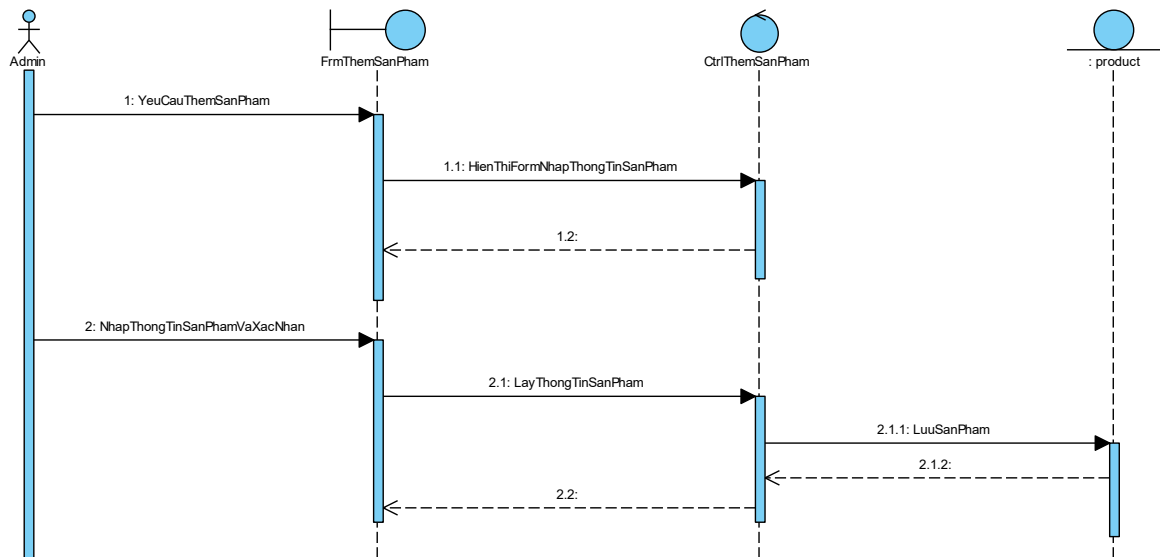 Admin
FrmThemSanPham
CtrlThemSanPham
: product
1: YeuCauThemSanPham
1.1: HienThiFormNhapThongTinSanPham
1.2:
2: NhapThongTinSanPhamVaXacNhan
2.1: LayThongTinSanPham
2.1.1: LuuSanPham
2.1.2:
2.2: